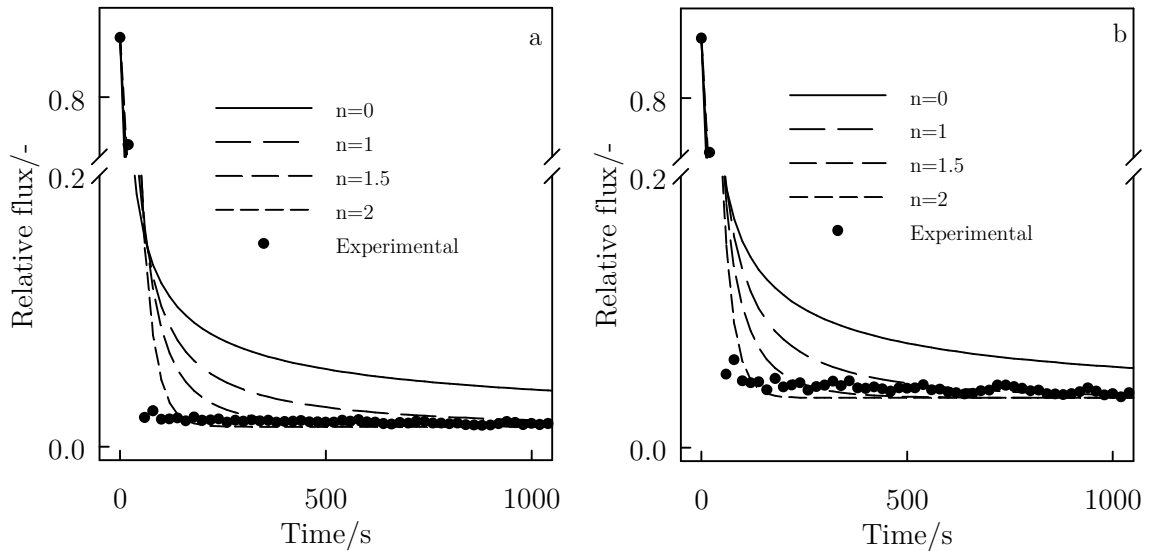 a
0.8
n=0
n=1
n=1.5
n=2
Experimental
0.2
0.0
Relative flux/-
0
500
1000
Time/s
b
0.8
n=0
n=1
n=1.5
n=2
Experimental
0.2
0.0
Relative flux/-
0
500
1000
Time/s